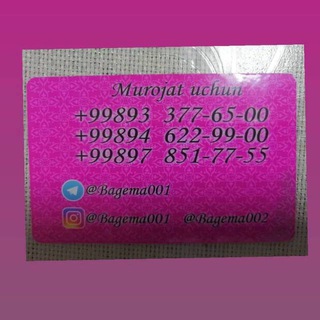 Murojat uchun
+99893 377-65-00
+99894 622-99-00
+99897 851-77-55
@Bagema001
@Bagema001 @Bagema002